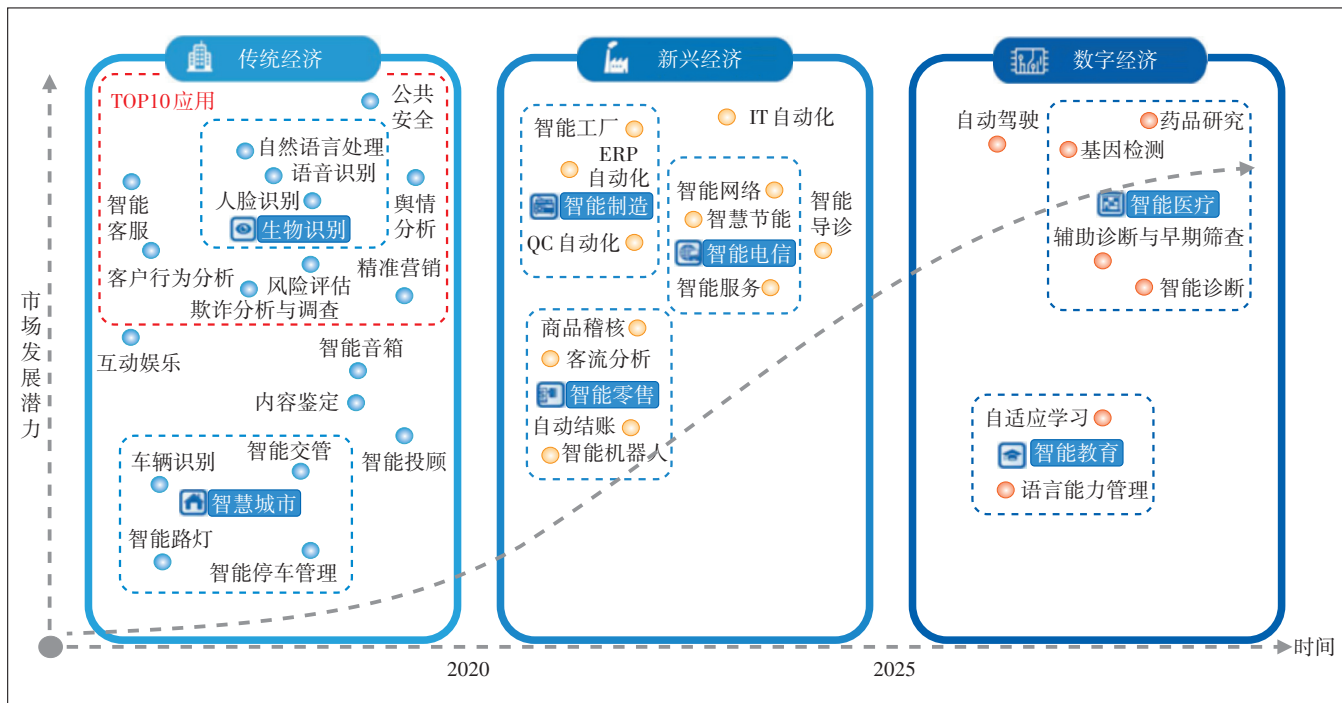 传统经济
新兴经济
数字经济
TOP10应用
公共
安全
自然语言处理
语音识别
人脸识别
生物识别
智能
客服
舆情
分析
客户行为分析
风险评估
精准营销
欺诈分析与调查
互动娱乐
智能音箱
内容鉴定
智能投顾
车辆识别
智能交管
智慧城市
智能路灯
智能停车管理
智能工厂
IT自动化
ERP
自动化
智能制造
QC自动化
智能网络
智慧节能
智能电信
智能服务
智能
导诊
商品稽核
客流分析
智能零售
自动结账
智能机器人
自动驾驶
药品研究
基因检测
智能医疗
辅助诊断与早期筛查
智能诊断
自适应学习
智能教育
语言能力管理
市场发展潜力
时间
2020
2025